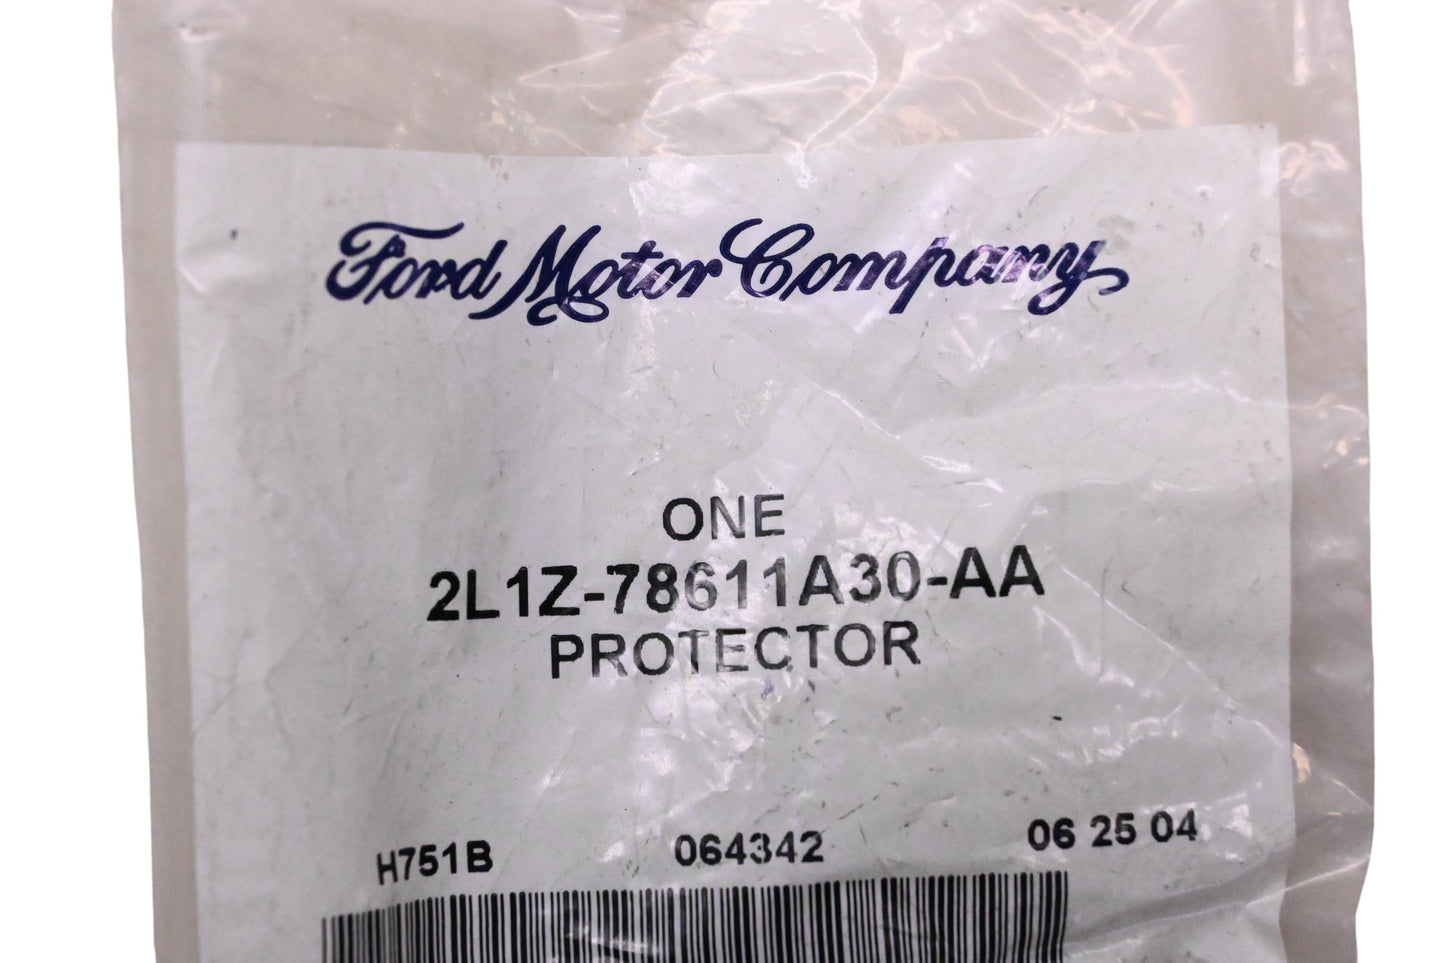 Ford Motor Company
ONE
2L1Z-78611A30-AA
PROTECTOR
H751B 064342 06 25 04